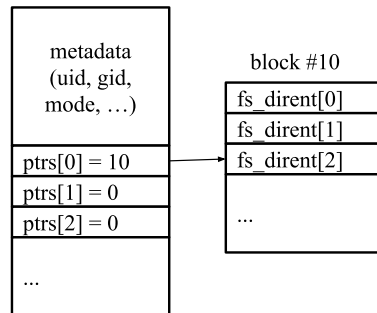 metadata
(uid, gid,
mode, …)
ptrs[0] = 10
ptrs[1] = 0
ptrs[2] = 0
...
block #10
fs_dirent[0]
fs_dirent[1]
fs_dirent[2]
...